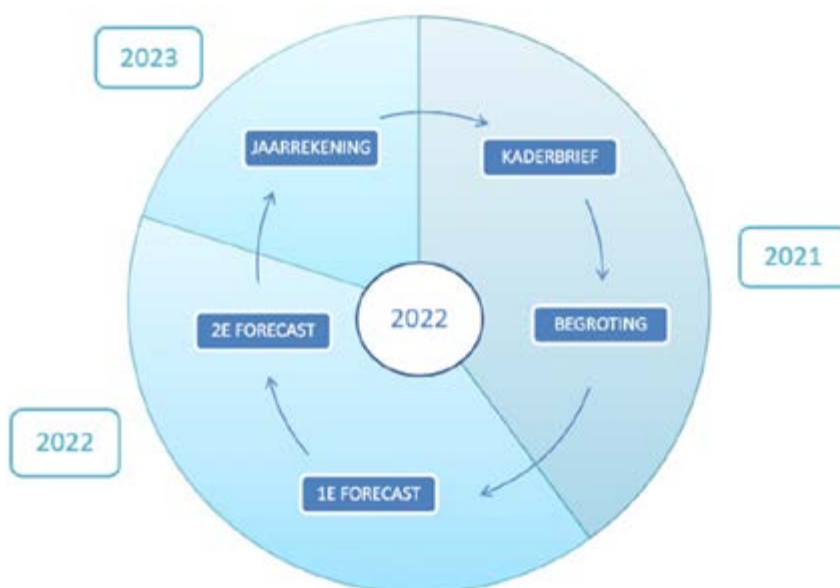 2023
JAARREKENING
KADERBRIEF
2021
2E FORECAST
2022
BEGROTING
2022
1E FORECAST